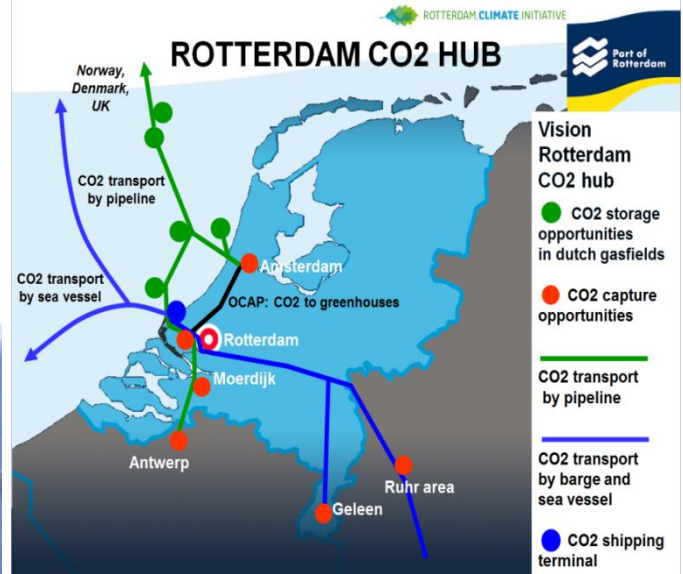 ROTTERDAM.CLIMATE.INITIATIVE
ROTTERDAM CO2 HUB
Port of
Rotterdam
Norway,
Denmark,
UK
CO2 transport
by pipeline
CO2 transport
by sea vessel
Amsterdam
OCAP: CO2 to greenhouses
Rotterdam
Moerdijk
Antwerp
Ruhr area
Geleen
Vision
Rotterdam
CO2 hub
CO2 storage
opportunities
in dutch gasfields
CO2 capture
opportunities
CO2 transport
by pipeline
CO2 transport
by barge and
sea vessel
CO2 shipping
terminal